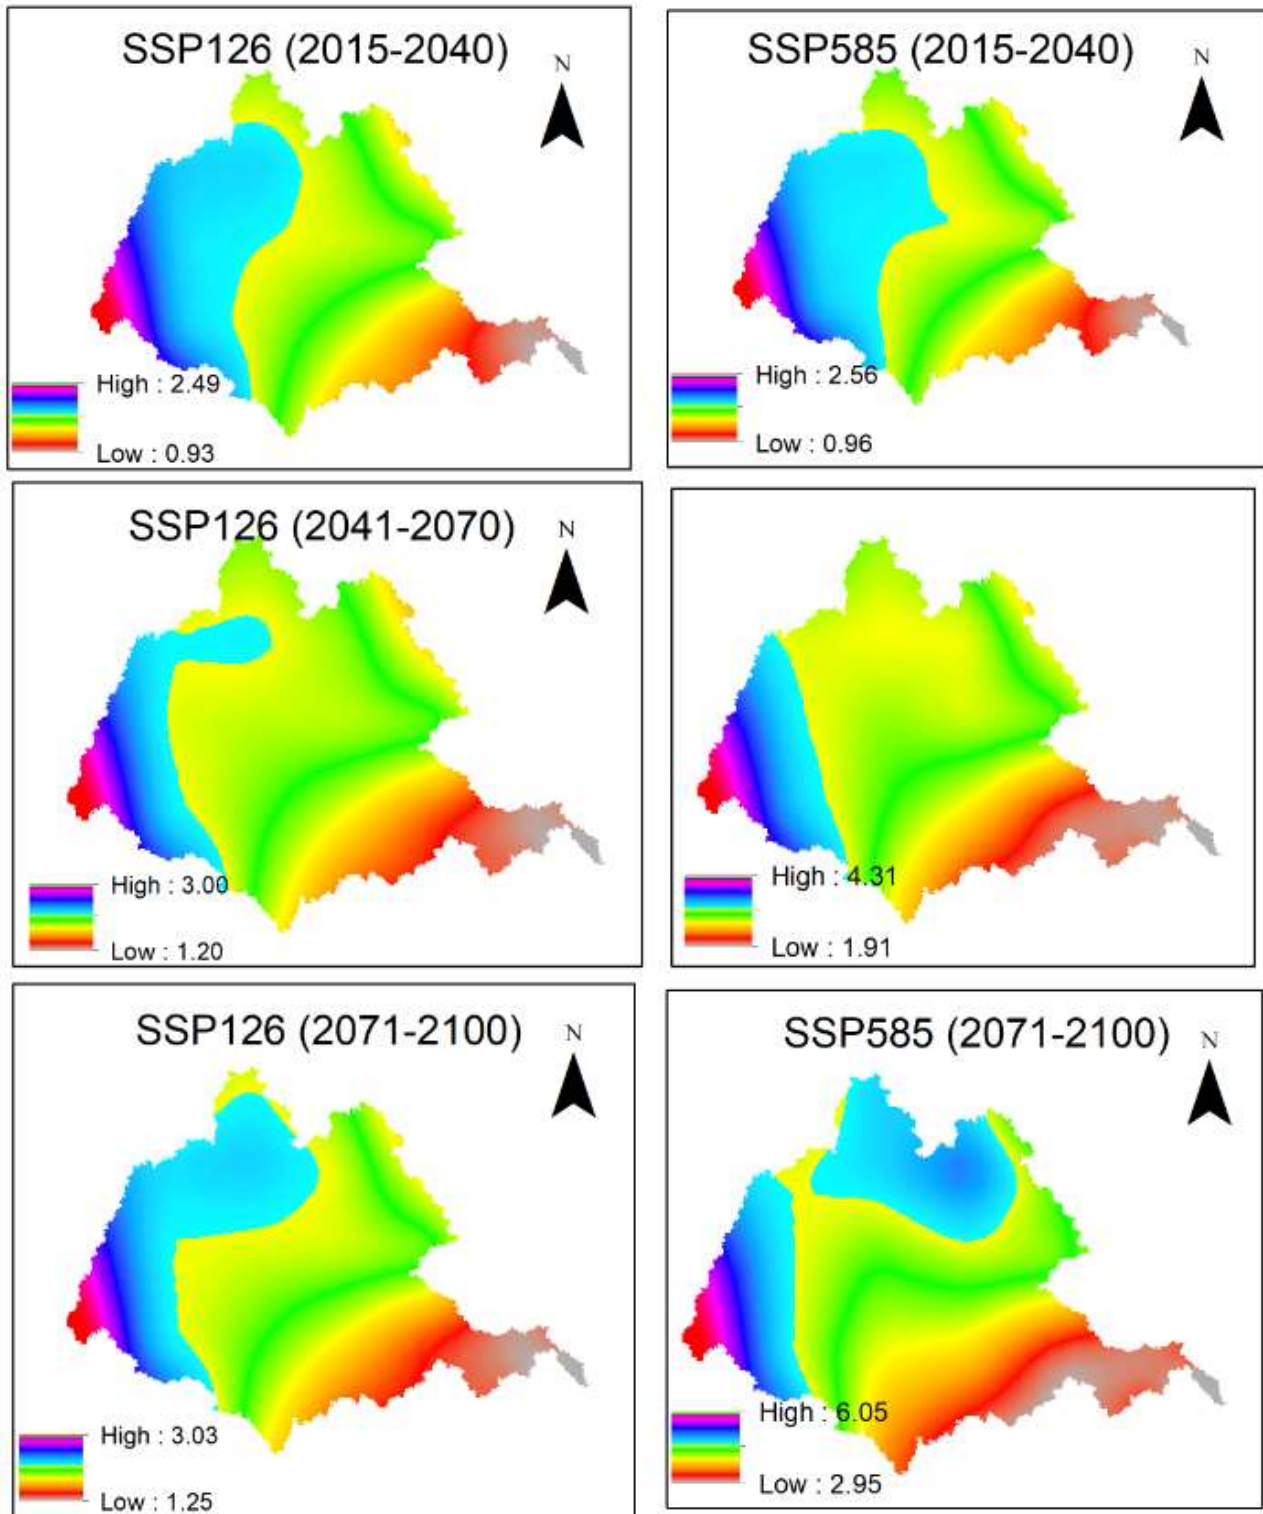 SSP126 (2015-2040)
N
High : 2.49
Low : 0.93
SSP585 (2015-2040)
N
High : 2.56
Low : 0.96
SSP126 (2041-2070)
N
High : 3.00
Low : 1.20
High : 4.31
Low : 1.91
SSP126 (2071-2100)
N
High : 3.03
Low : 1.25
SSP585 (2071-2100)
N
High : 6.05
Low : 2.95